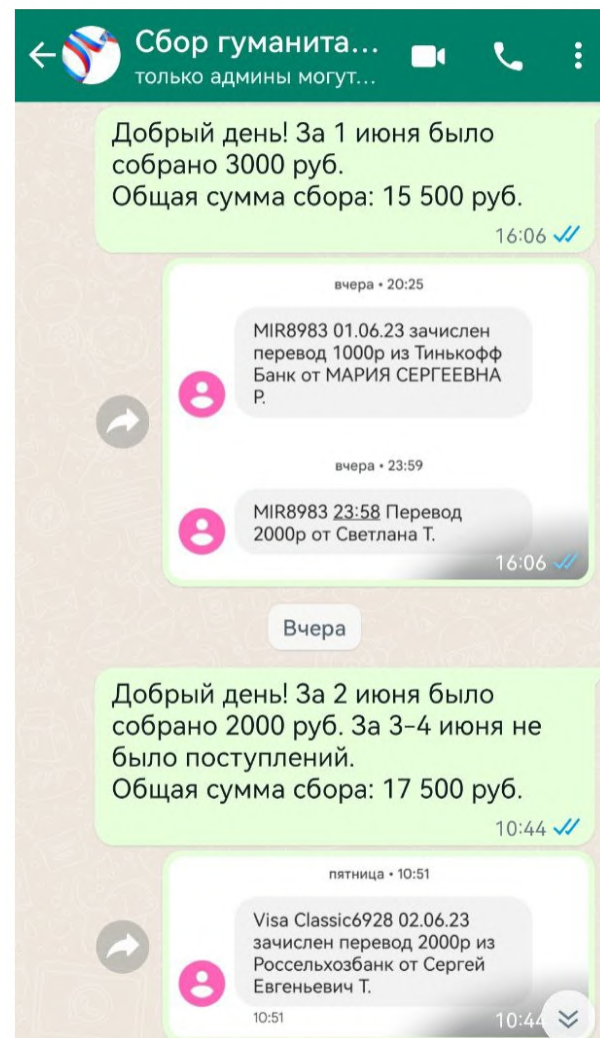 Сбор гуманита...
только админы могут...
Добрый день! За 1 июня было
собрано 3000 руб.
Общая сумма сбора: 15 500 руб.
16:06
вчера • 20:25
MIR8983 01.06.23 зачислен
перевод 1000р из Тинькофф
Банк от МАРИЯ СЕРГЕЕВНА
Р.
вчера • 23:59
MIR8983 23:58 Перевод
2000р от Светлана Т.
16:06
Вчера
Добрый день! За 2 июня было
собрано 2000 руб. За 3-4 июня не
было поступлений.
Общая сумма сбора: 17 500 руб.
10:44
пятница • 10:51
Visa Classic6928 02.06.23
зачислен перевод 2000р из
Россельхозбанк от Сергей
Евгеньевич Т.
10:51
10:44